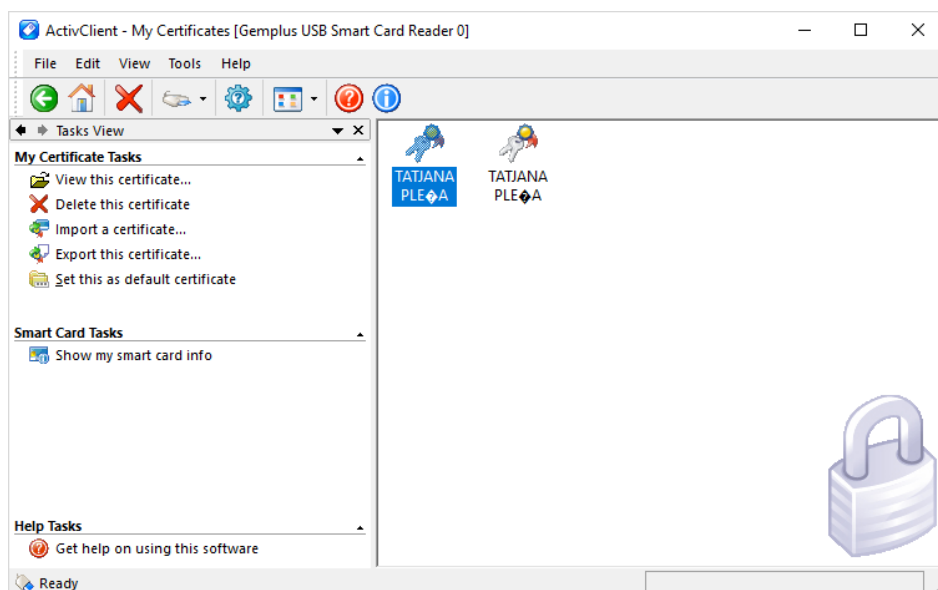 ActivClient - My Certificates [Gemplus USB Smart Card Reader 0]
File Edit View Tools Help
Tasks View
My Certificate Tasks
View this certificate...
Delete this certificate
Import a certificate...
Export this certificate...
Set this as default certificate
Smart Card Tasks
Show my smart card info
Help Tasks
Get help on using this software
TATJANA
PLE�A
TATJANA
PLE�A
Ready